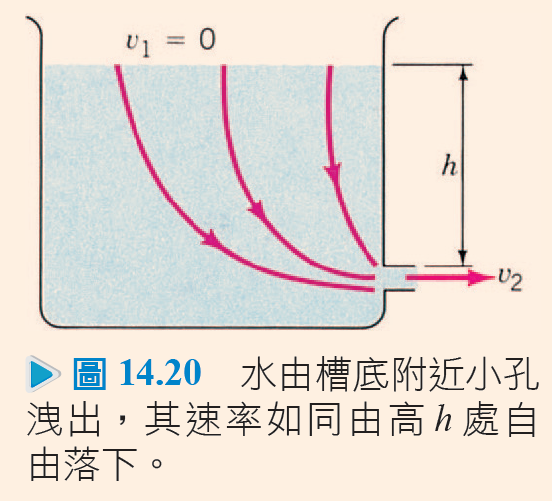 v₁ = 0
h
v₂
圖 14.20 水由槽底附近小孔
洩出，其速率如同由高 h 處自
由落下。